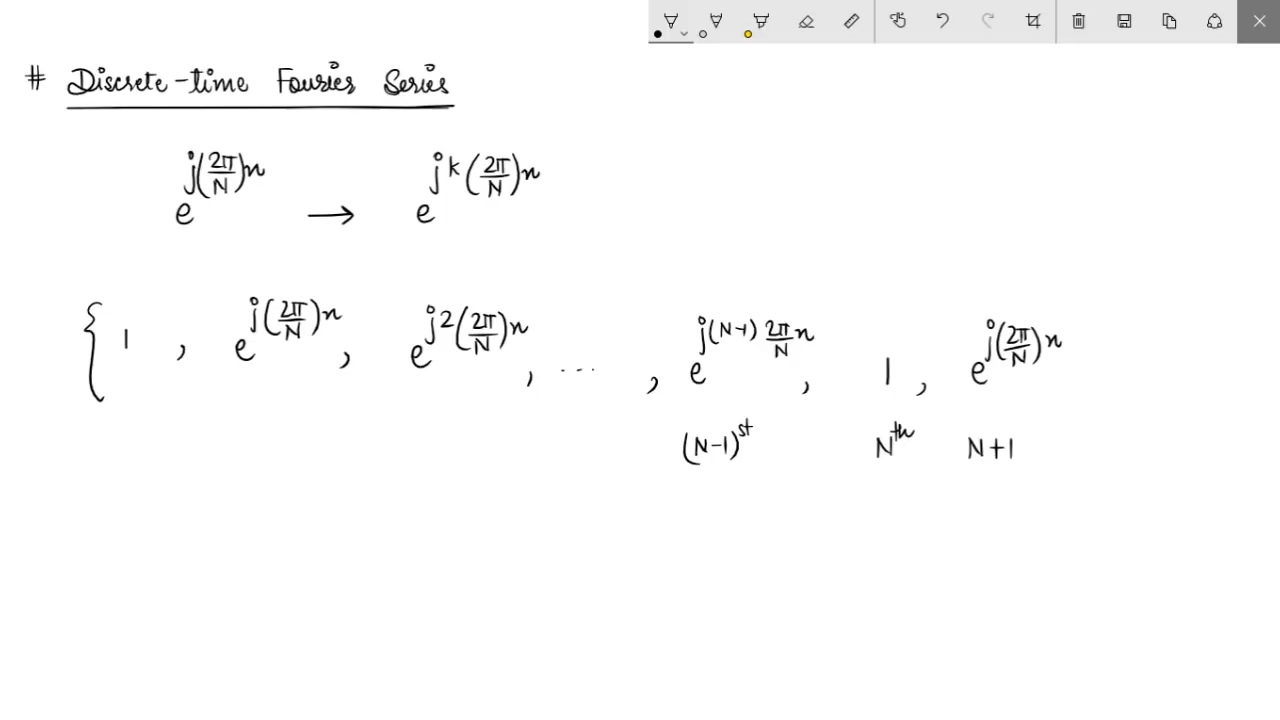 # Discrete-time Fourier Series
e^{j(2π/N)n} → e^{jk(2π/N)n}
{ 1 , e^{j(2π/N)n} , e^{j2(2π/N)n} , ... , e^{j(N-1)2π/N n} , 1 , e^{j(2π/N)n}
(N-1)^{st} N^{th} N+1